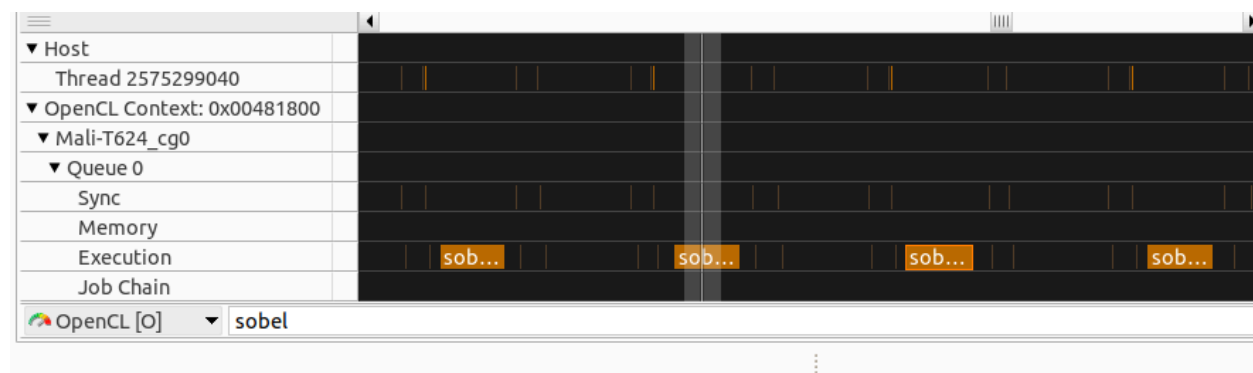 ▼ Host
Thread 2575299040
▼ OpenCL Context: 0x00481800
▼ Mali-T624_cg0
▼ Queue 0
Sync
Memory
Execution sob... sob... sob... sob...
Job Chain
OpenCL [O] ▼ sobel